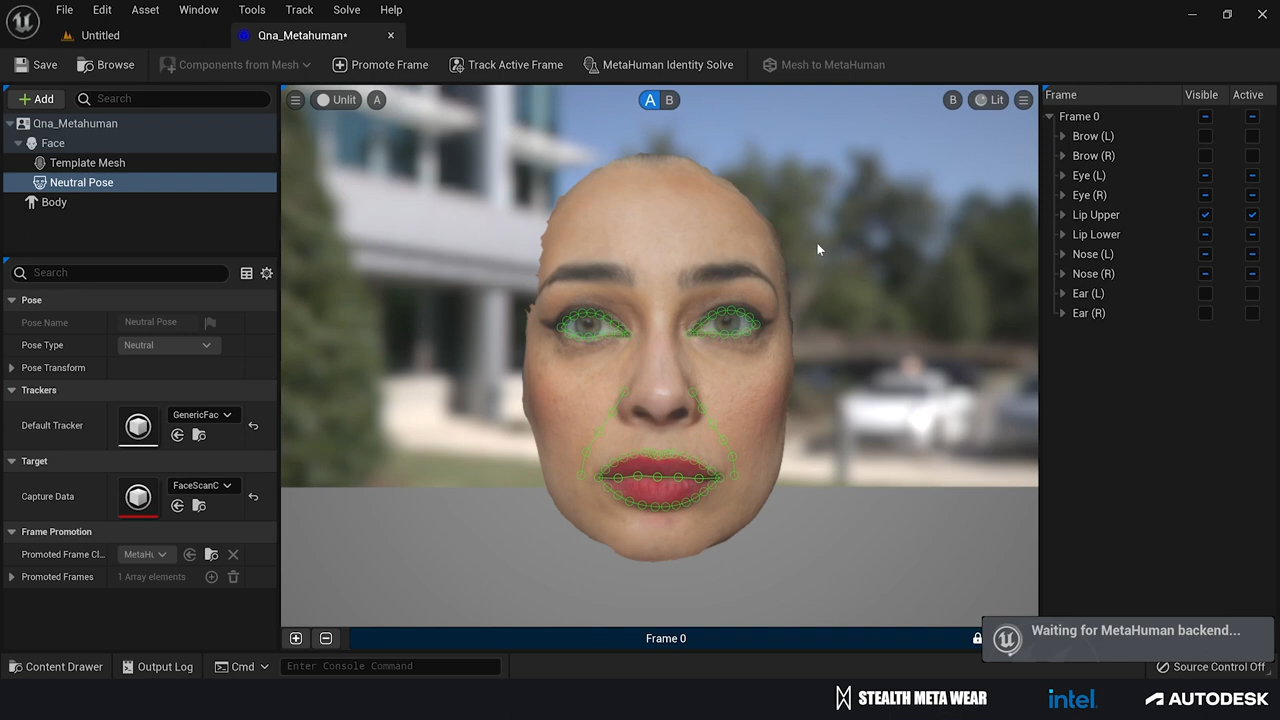 File Edit Asset Window Tools Track Solve Help
Untitled
Qna_Metahuman•
Save Browse Components from Mesh Promote Frame Track Active Frame MetaHuman Identity Solve Mesh to MetaHuman
Add Search
Qna_Metahuman
Face
Template Mesh
Neutral Pose
Body
Search
Pose
Pose Name Neutral Pose
Pose Type Neutral
Pose Transform
Trackers
Default Tracker GenericFac
Target
Capture Data FaceScanC
Frame Promotion
Promoted Frame Cl... MetaHu
Promoted Frames 1 Array elements
Unlit A
A B
B Lit
Frame 0
Frame Visible Active
Frame 0
Brow (L)
Brow (R)
Eye (L)
Eye (R)
Lip Upper
Lip Lower
Nose (L)
Nose (R)
Ear (L)
Ear (R)
Waiting for MetaHuman backend...
Content Drawer Output Log Cmd Enter Console Command Source Control Off
STEALTH META WEAR intel. AUTODESK